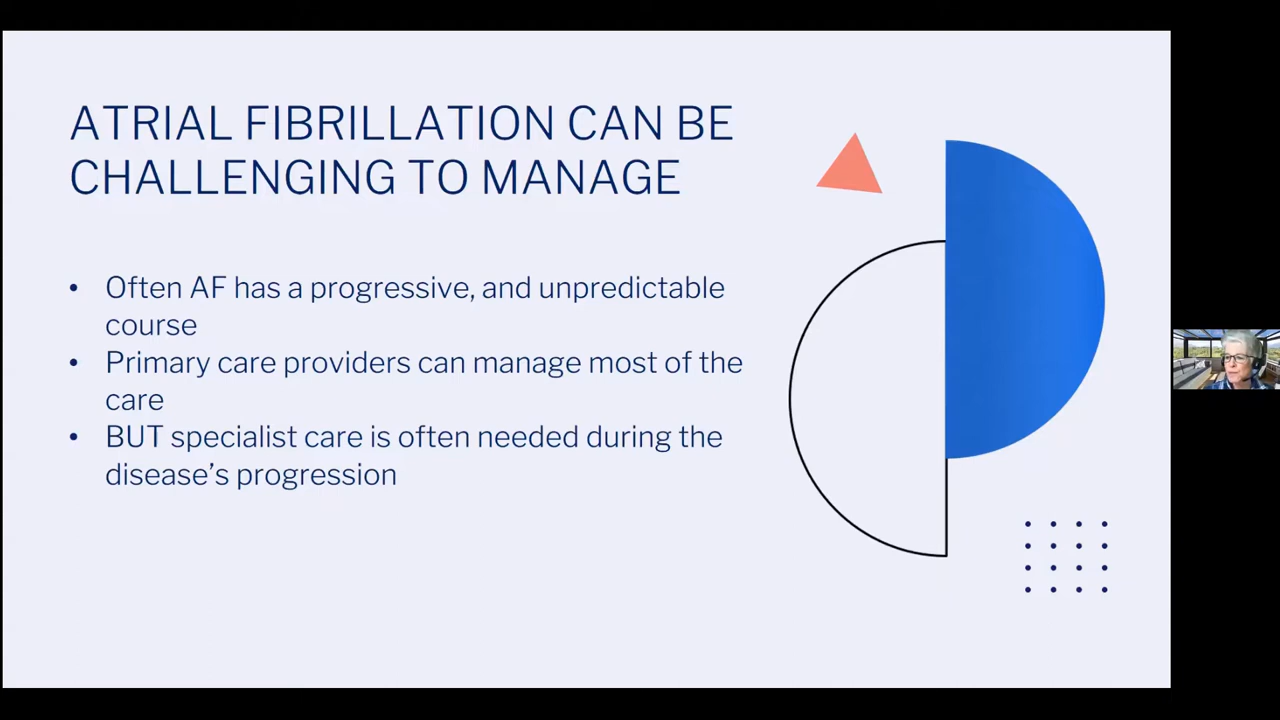 ATRIAL FIBRILLATION CAN BE
CHALLENGING TO MANAGE
• Often AF has a progressive, and unpredictable
course
• Primary care providers can manage most of the
care
• BUT specialist care is often needed during the
disease’s progression